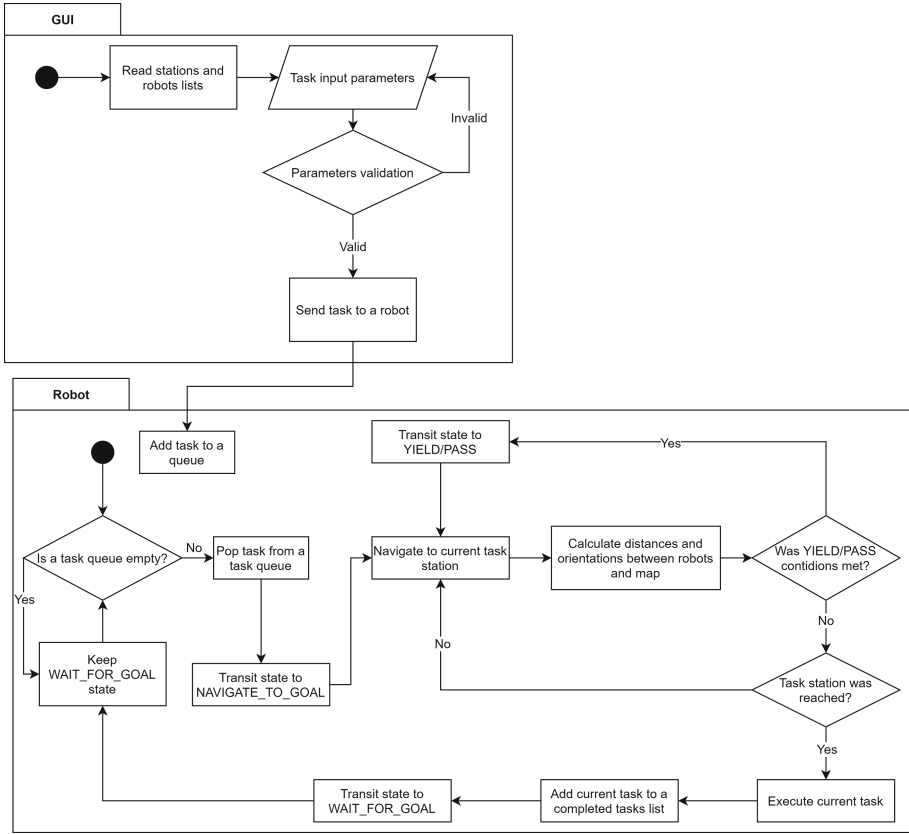 GUI
Read stations and
robots lists
Task input parameters
Invalid
Parameters validation
Valid
Send task to a robot
Robot
Add task to a
queue
Transit state to
YIELD/PASS
Yes
Is a task queue empty?
No
Pop task from a
task queue
Navigate to current task
station
Calculate distances and
orientations between robots
and map
Was YIELD/PASS
contidions met?
Yes
No
No
Keep
WAIT_FOR_GOAL
state
Transit state to
NAVIGATE_TO_GOAL
Task station was
reached?
Yes
Transit state to
WAIT_FOR_GOAL
Add current task to a
completed tasks list
Execute current task